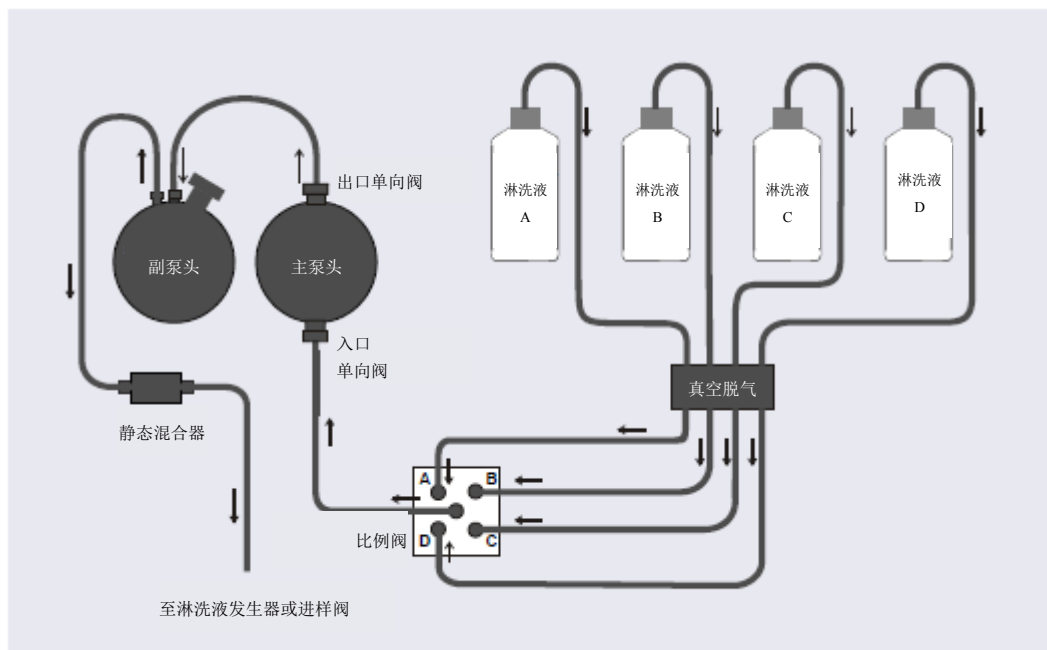 淋洗液
A
淋洗液
B
淋洗液
C
淋洗液
D
出口单向阀
副泵头
主泵头
入口
单向阀
真空脱气
静态混合器
A
B
比例阀
D
C
至淋洗液发生器或进样阀